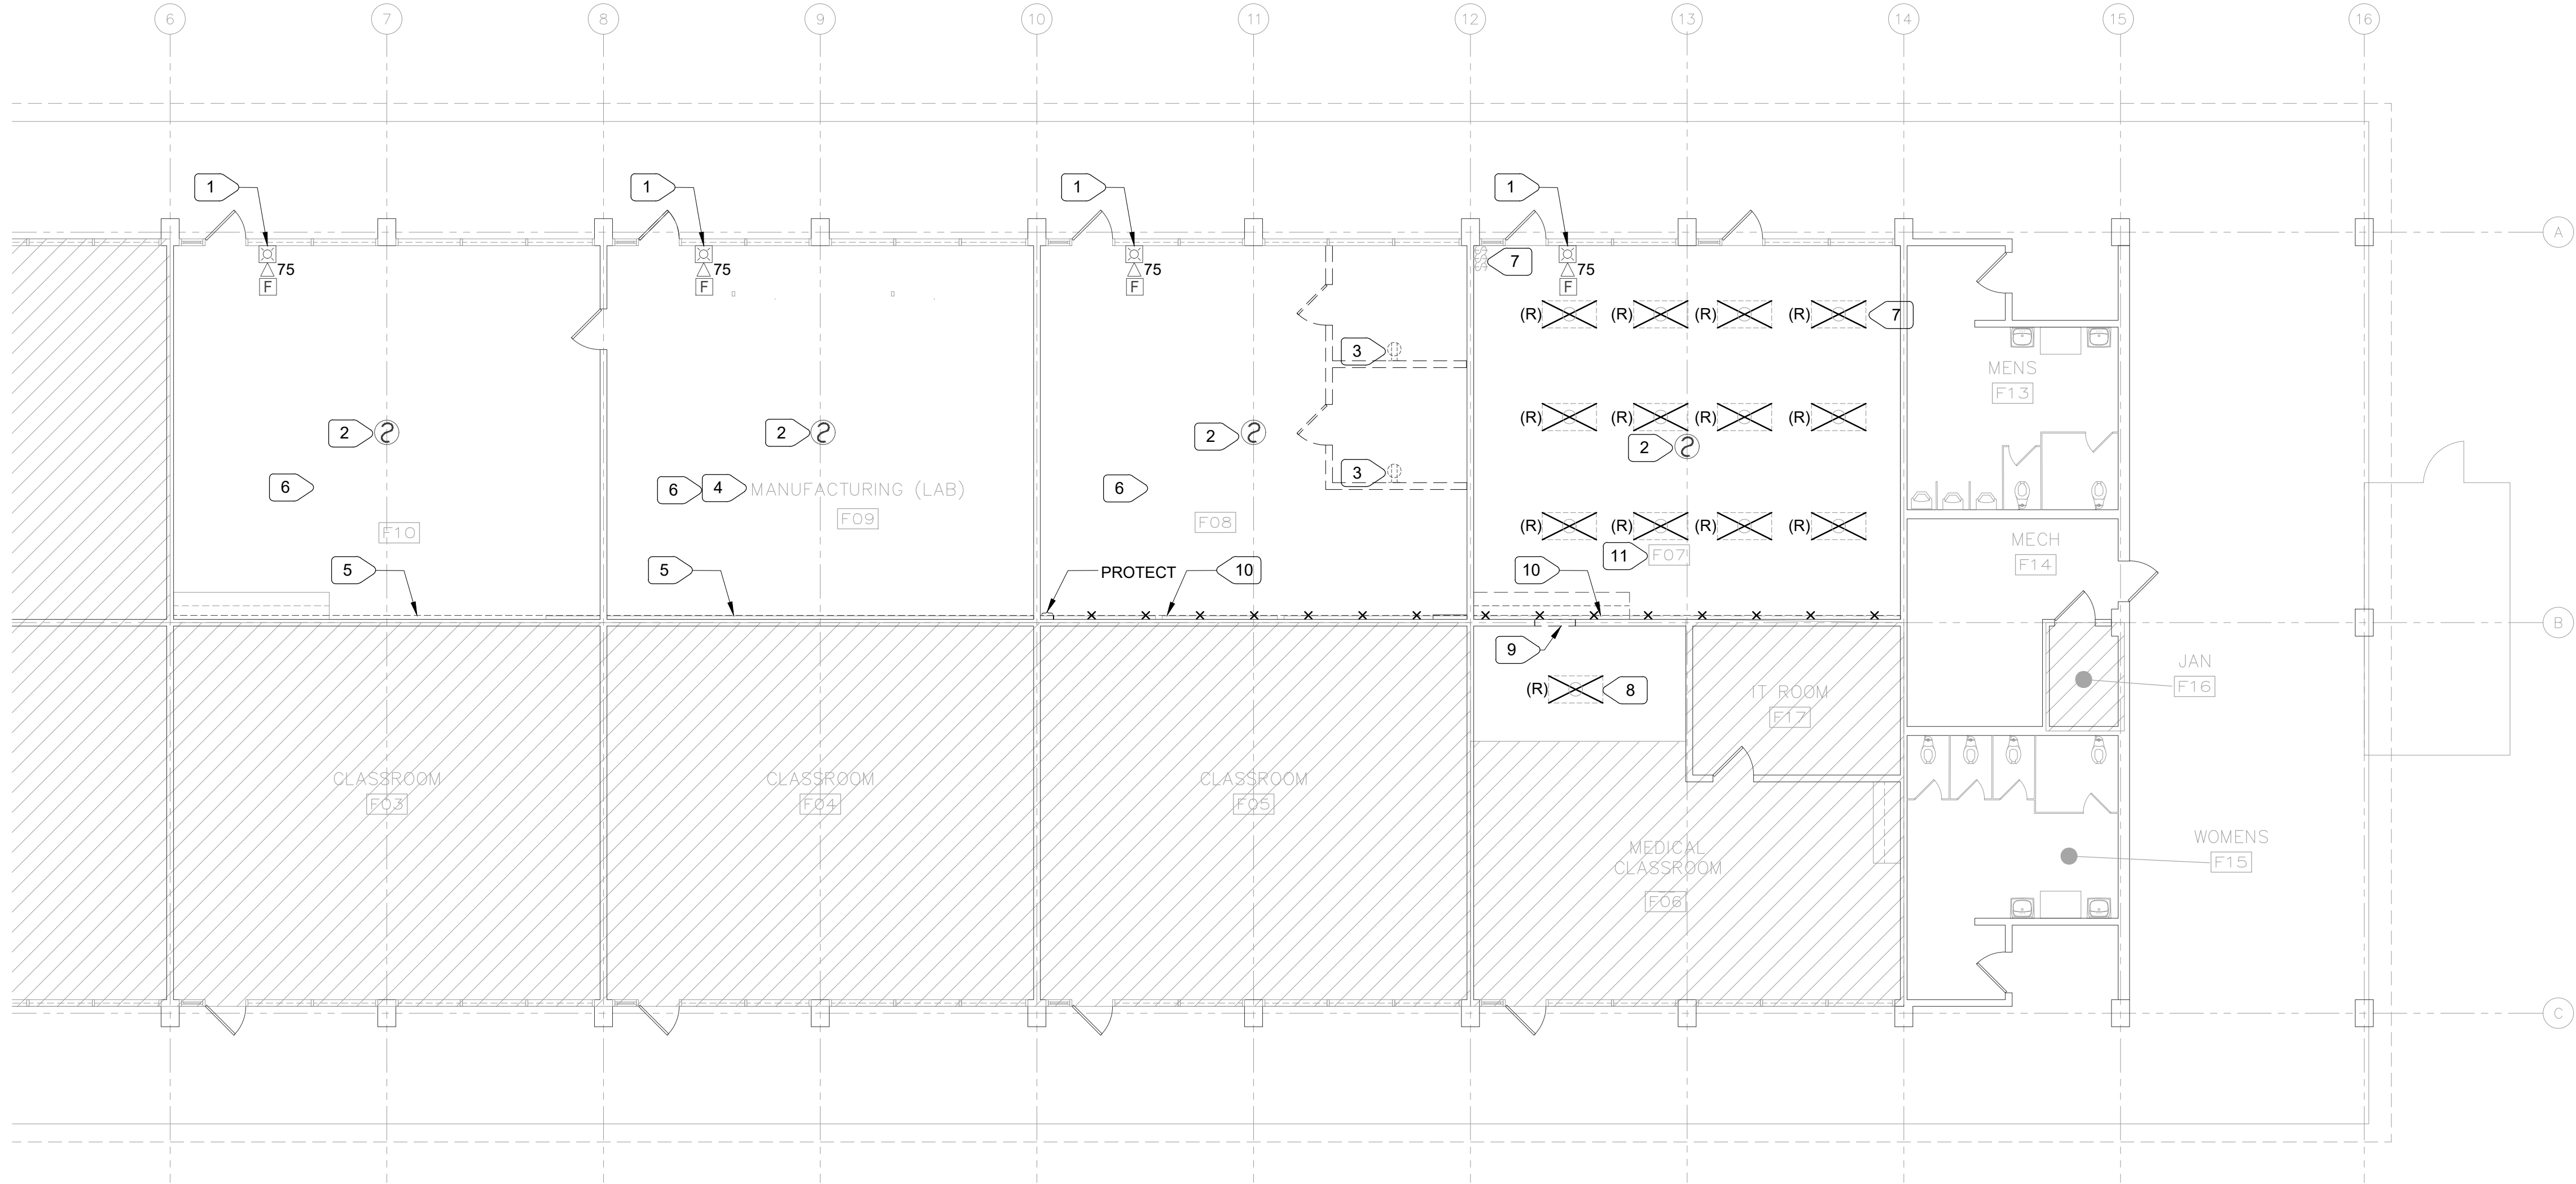 6 7 8 9 10 11 12 13 14 15 16
1 1 1 1
A
75 75 75 75
7
F F F F
(R) (R) (R) (R) 7
3
MENS
F13
(R) (R) (R) (R)
2 2 2 2
3
6 6 4 MANUFACTURING (LAB) 6
F09
F10 F08
(R) (R) (R) (R)
MECH
11 F07
F14
5 5 PROTECT 10 10
B
9
JAN
F16
(R) 8
IT ROOM
F17
CLASSROOM CLASSROOM CLASSROOM
F03 F04 F05
WOMENS
F15
MEDICAL
CLASSROOM
F06
C